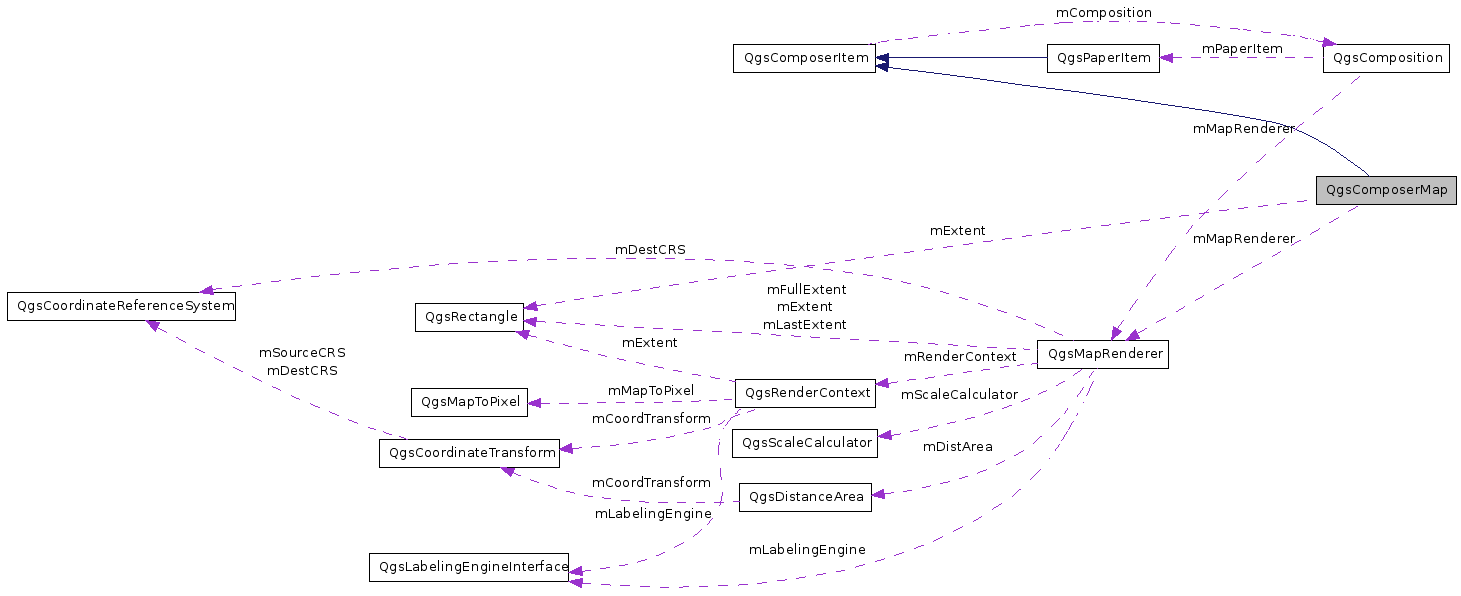 mComposition
QgsComposerItem
QgsPaperItem
mPaperItem
QgsComposition
mMapRenderer
QgsComposerMap
mExtent
mMapRenderer
mDestCRS
QgsCoordinateReferenceSystem
QgsRectangle
mFullExtent
mExtent
mLastExtent
mExtent
QgsMapRenderer
mRenderContext
mSourceCRS
mDestCRS
QgsMapToPixel
mMapToPixel
QgsRenderContext
mScaleCalculator
mCoordTransform
QgsCoordinateTransform
QgsScaleCalculator
mDistArea
mCoordTransform
QgsDistanceArea
mLabelingEngine
mLabelingEngine
QgsLabelingEngineInterface